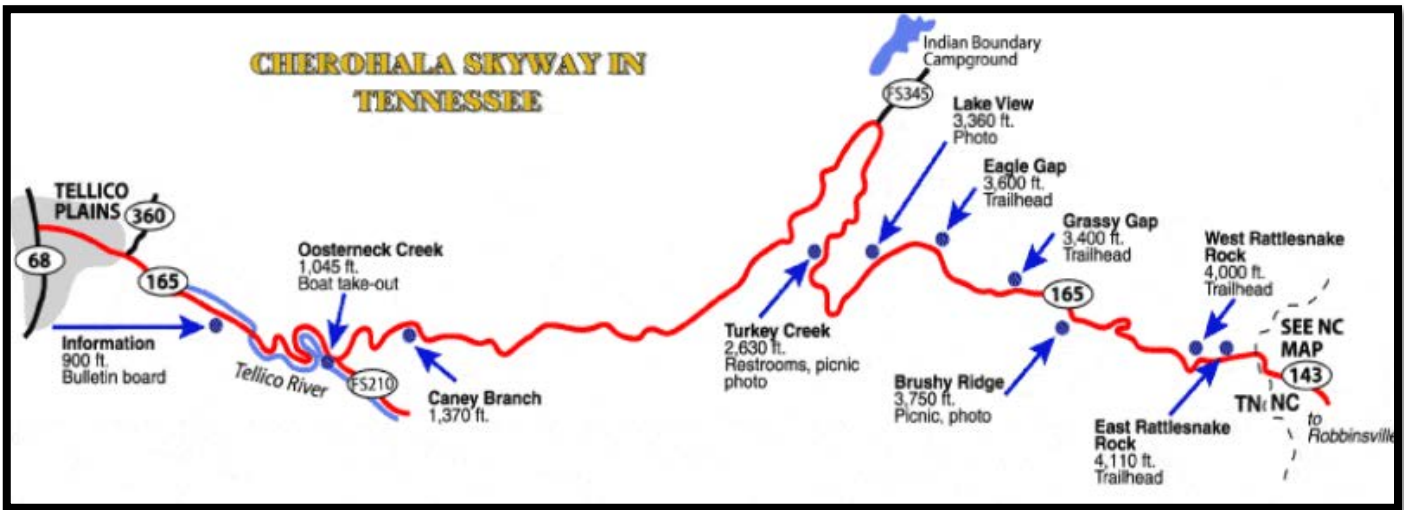 CHEROHALA SKYWAY IN
TENNESSEE
Indian Boundary
Campground
FS345
Lake View
3,360 ft.
Photo
Eagle Gap
3,600 ft.
Trailhead
TELLICO
PLAINS
360
68
165
Oosterneck Creek
1,045 ft.
Boat take-out
Grassy Gap
3,400 ft.
Trailhead
West Rattlesnake
Rock
4,000 ft.
Trailhead
165
Information
900 ft.
Bulletin board
Tellico River
FS210
Caney Branch
1,370 ft.
Turkey Creek
2,630 ft.
Restrooms, picnic
photo
Brushy Ridge
3,750 ft.
Picnic, photo
SEE NC
MAP
143
TN
NC
to
Robbinsville
East Rattlesnake
Rock
4,110 ft.
Trailhead